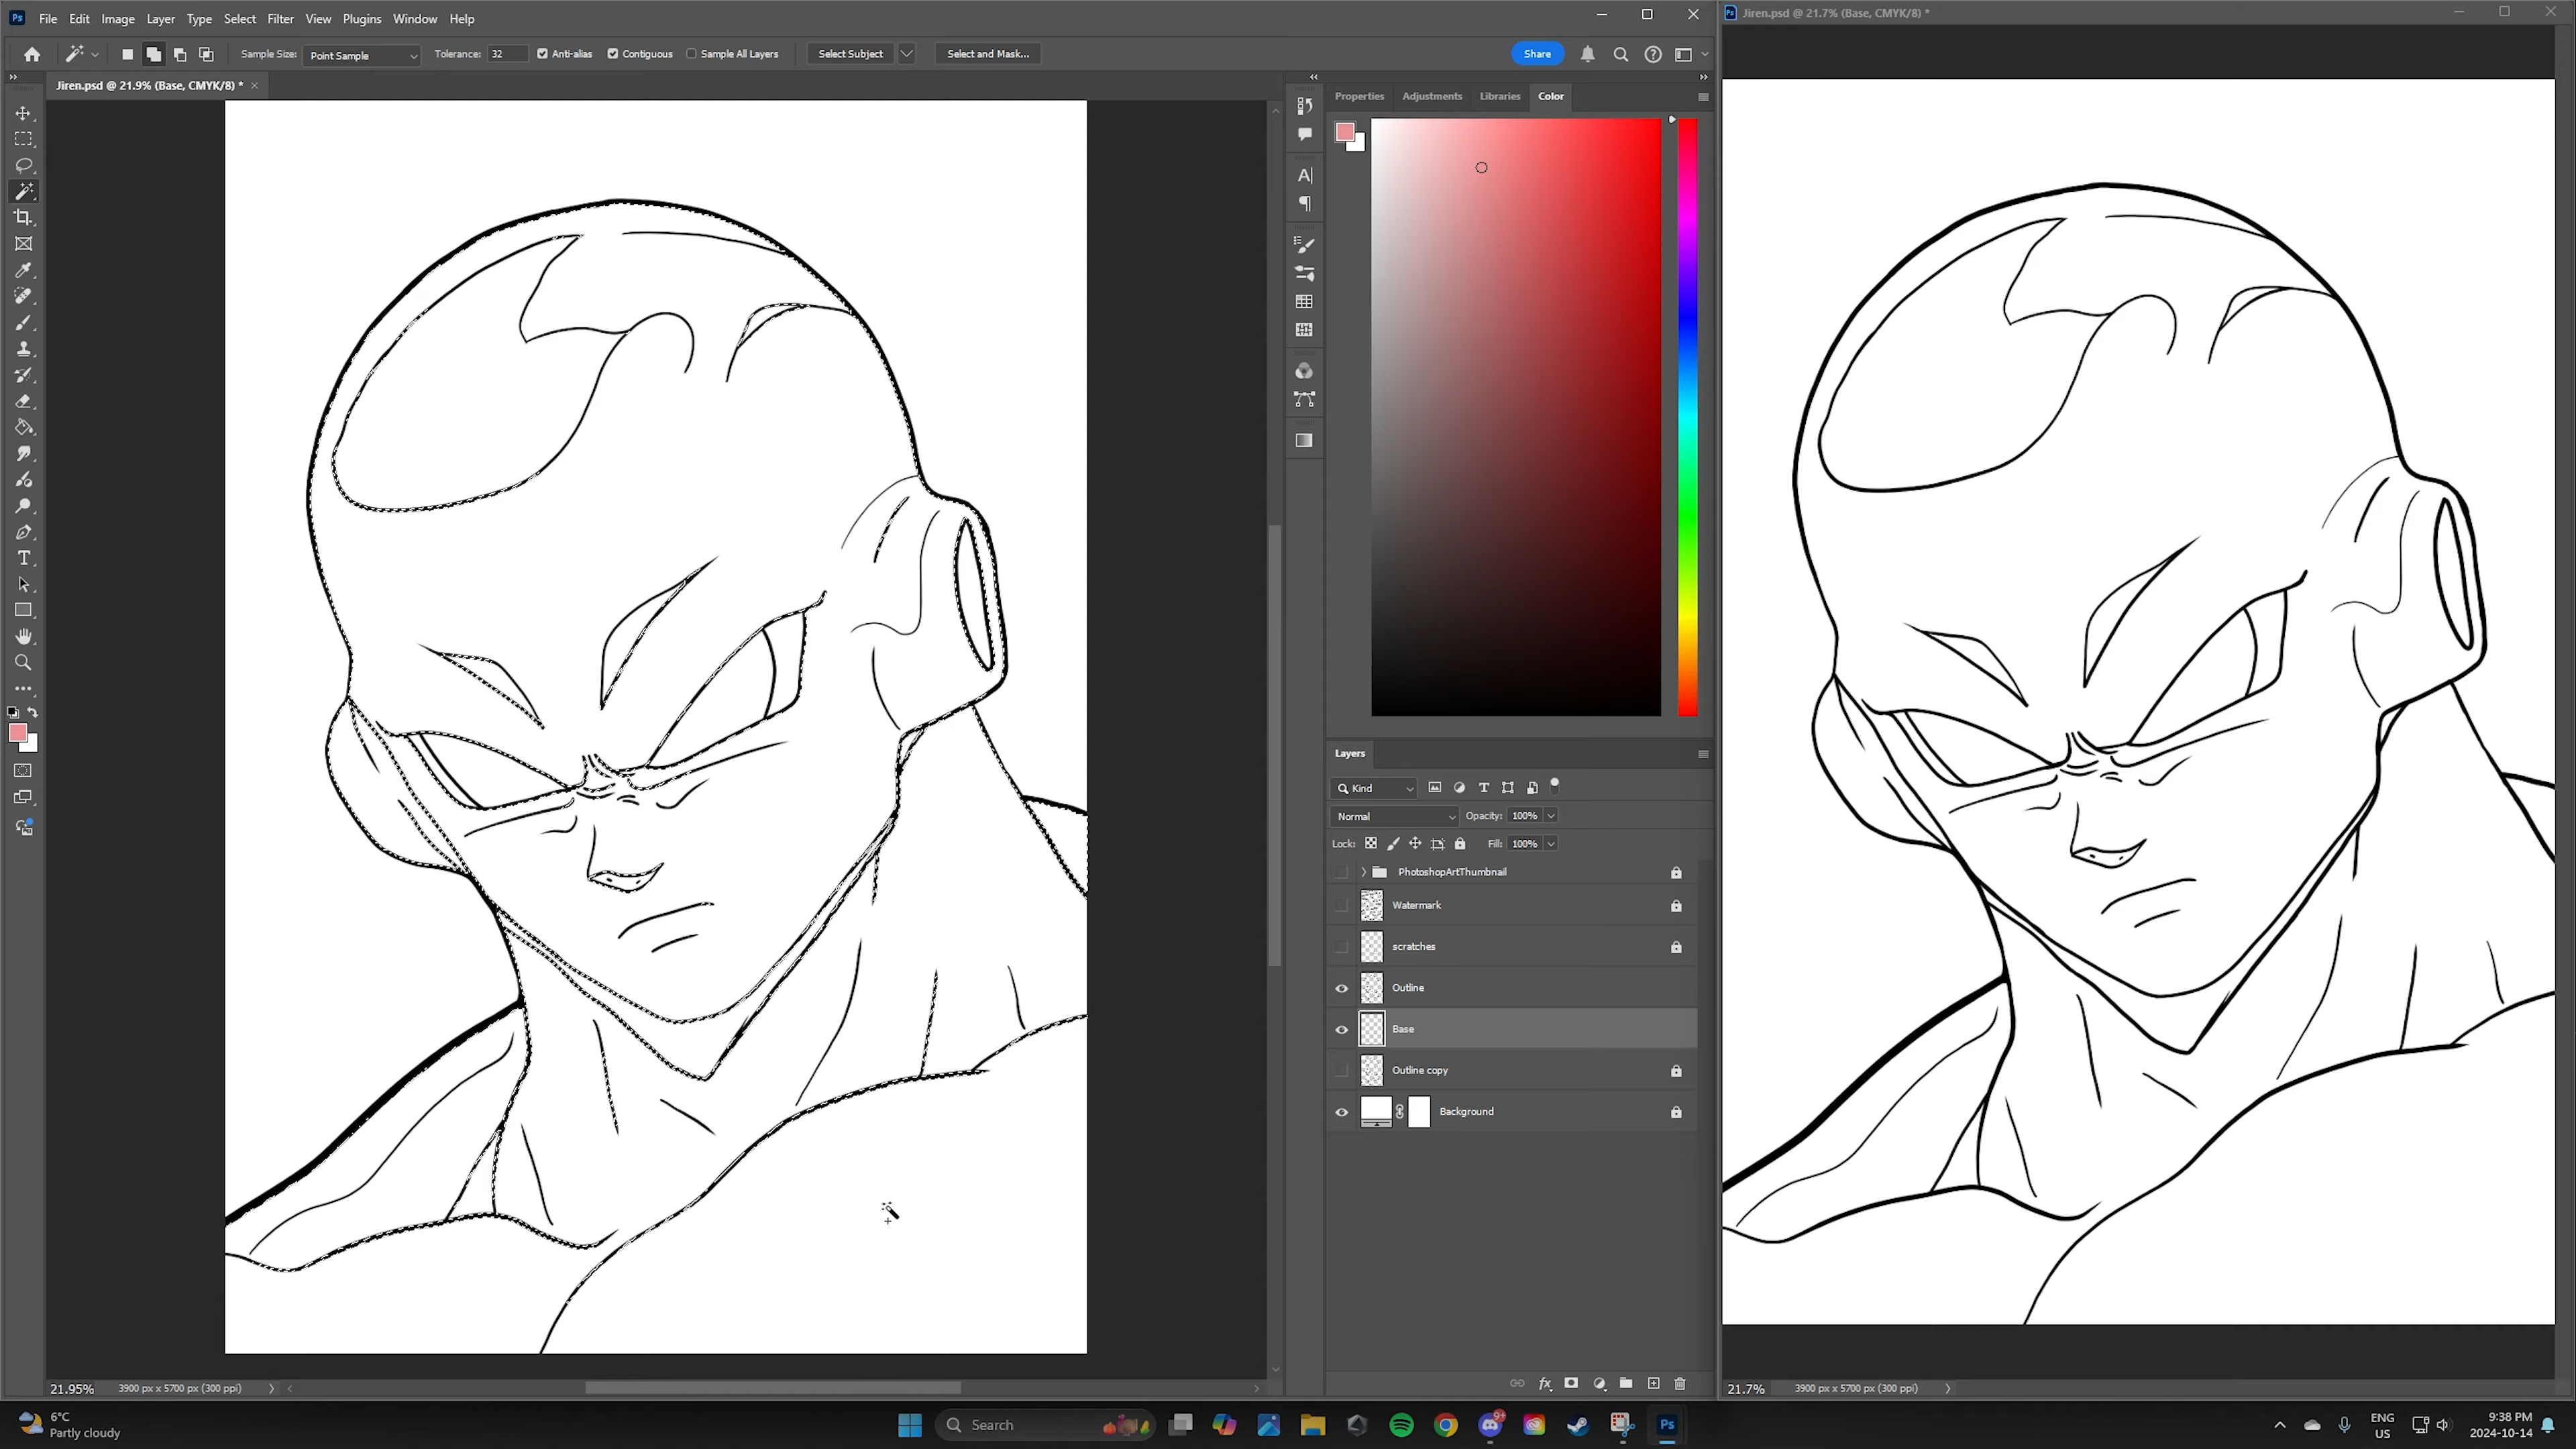 File Edit Image Layer Type Select Filter View Plugins Window Help
Jiren.psd @ 21.7% (Base, CMYK/8) *
Sample Size: Point Sample Tolerance: 32 Anti-alias Contiguous Sample All Layers Select Subject Select and Mask... Share
Jiren.psd @ 21.9% (Base, CMYK/8) *
Properties Adjustments Libraries Color
Layers
Kind
Normal Opacity: 100%
Lock: Fill: 100%
PhotoshopArtThumbnail
Watermark
scratches
Outline
Base
Outline copy
Background
21.95% 3900 px x 5700 px (300 ppi)
21.7% 3900 px x 5700 px (300 ppi)
6°C
Partly cloudy
Search
9+
ENG
US
9:38 PM
2024-10-14